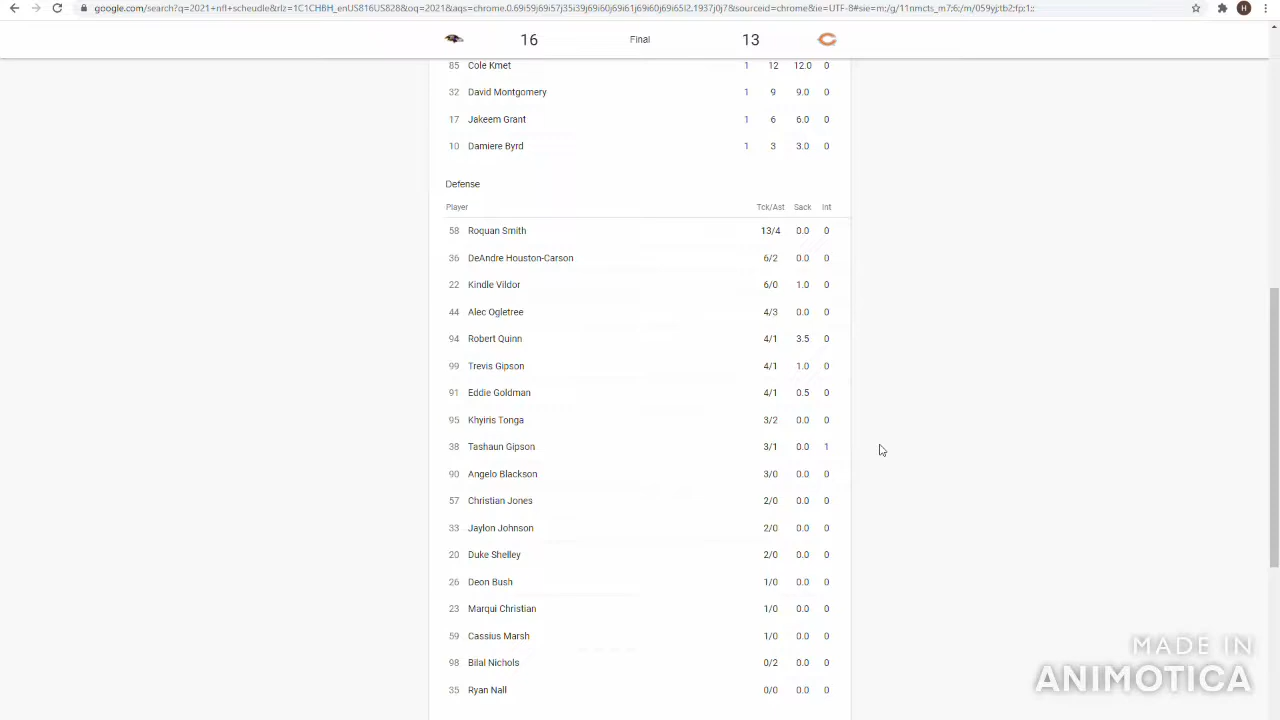 google.com/search?q=2021+nfl+scheudle&rlz=1C1CHBH_enUS816US828&oq=2021&aqs=chrome.0.69i59j69i57j35i39j69i60j69i61j69i60j69i65l2.1937j0j7&sourceid=chrome&ie=UTF-8#sie=m;/g/11nmcts_m7;6;/m/059yj;tb2;fp;1;;
H
16 Final 13
85 Cole Kmet 1 12 12.0 0
32 David Montgomery 1 9 9.0 0
17 Jakeem Grant 1 6 6.0 0
10 Damiere Byrd 1 3 3.0 0
Defense
Player Tck/Ast Sack Int
58 Roquan Smith 13/4 0.0 0
36 DeAndre Houston-Carson 6/2 0.0 0
22 Kindle Vildor 6/0 1.0 0
44 Alec Ogletree 4/3 0.0 0
94 Robert Quinn 4/1 3.5 0
99 Trevis Gipson 4/1 1.0 0
91 Eddie Goldman 4/1 0.5 0
95 Khyiris Tonga 3/2 0.0 0
38 Tashaun Gipson 3/1 0.0 1
90 Angelo Blackson 3/0 0.0 0
57 Christian Jones 2/0 0.0 0
33 Jaylon Johnson 2/0 0.0 0
20 Duke Shelley 2/0 0.0 0
26 Deon Bush 1/0 0.0 0
23 Marqui Christian 1/0 0.0 0
59 Cassius Marsh 1/0 0.0 0
98 Bilal Nichols 0/2 0.0 0
35 Ryan Nall 0/0 0.0 0
MADE IN
ANIMOTICA